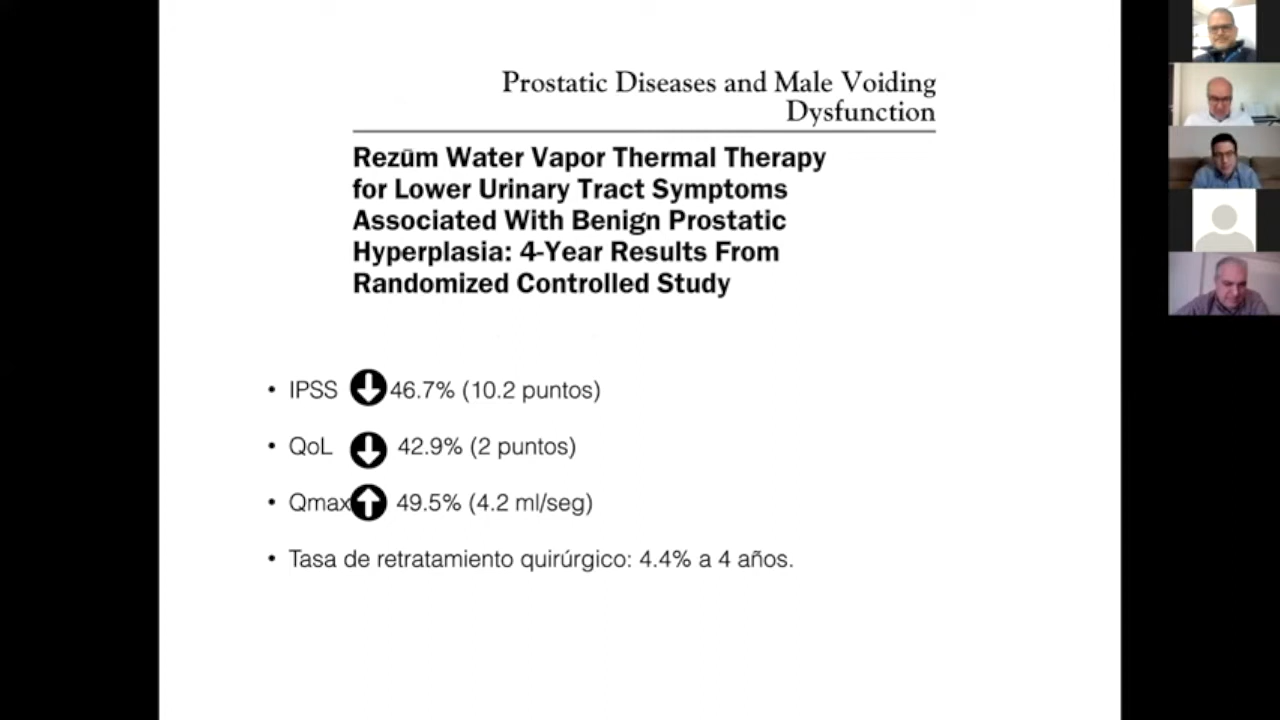 Prostatic Diseases and Male Voiding
Dysfunction
Rezūm Water Vapor Thermal Therapy
for Lower Urinary Tract Symptoms
Associated With Benign Prostatic
Hyperplasia: 4-Year Results From
Randomized Controlled Study
• IPSS 46.7% (10.2 puntos)
• QoL 42.9% (2 puntos)
• Qmax 49.5% (4.2 ml/seg)
• Tasa de retratamiento quirúrgico: 4.4% a 4 años.